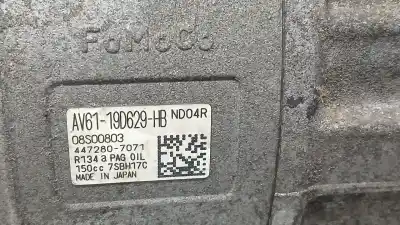 FoMoCo
AV61-19D629-HB ND04R
08S00803
447280-7071
R134a PAG OIL
150cc 7SBH17C
MADE IN JAPAN